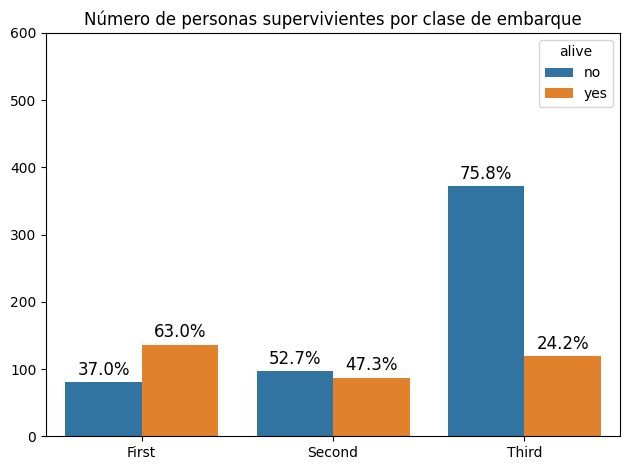 Número de personas supervivientes por clase de embarque
600
500
400
300
200
100
0
alive
no
yes
37.0%
63.0%
52.7%
47.3%
75.8%
24.2%
First
Second
Third